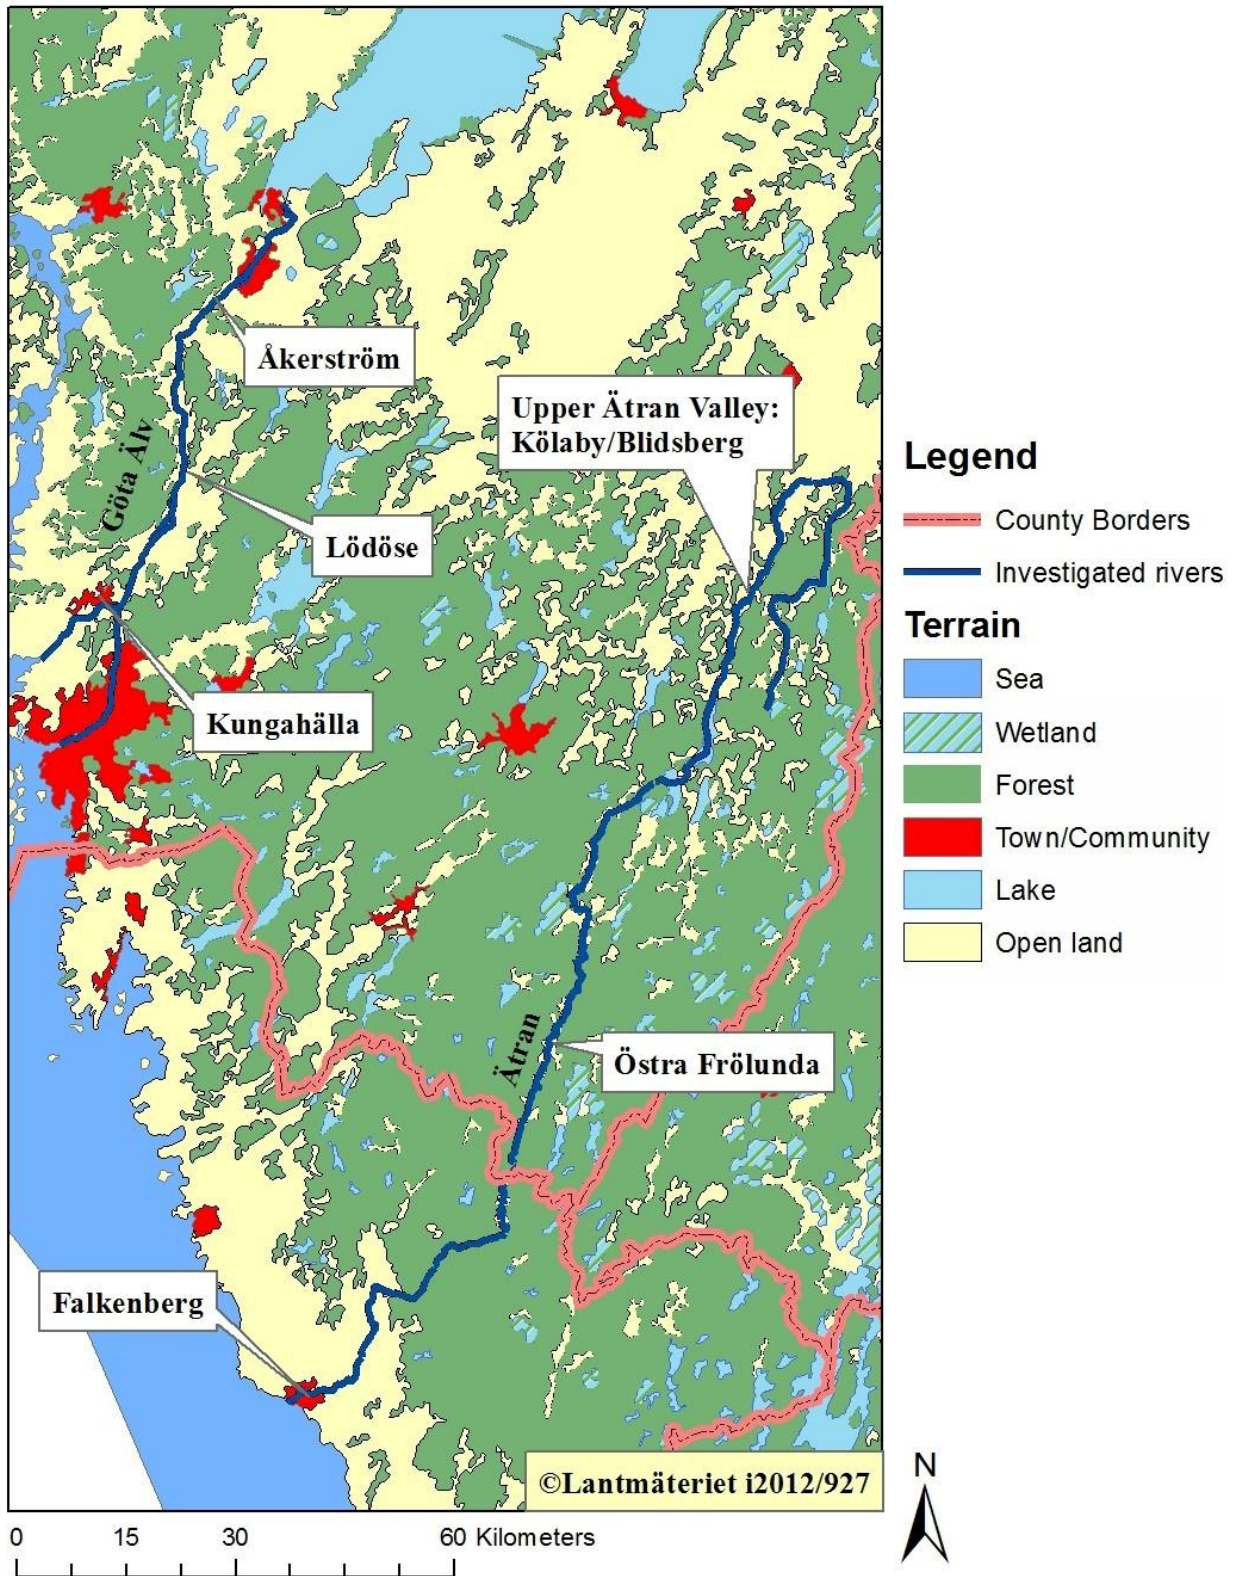 Åkerström
Upper Ätran Valley:
Kölaby/Blidsberg
Göta Älv
Lödöse
Kungahälla
Ätran
Östra Frölunda
Falkenberg
©Lantmäteriet i2012/927
Legend
County Borders
Investigated rivers
Terrain
Sea
Wetland
Forest
Town/Community
Lake
Open land
N
0 15 30 60 Kilometers